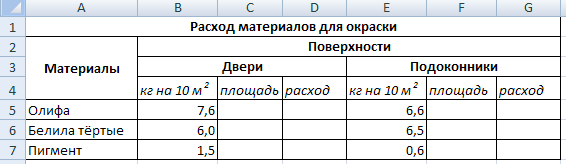 A B C D E F G
1 Расход материалов для окраски
2 Поверхности
3 Материалы Двери Подоконники
4 кг на 10 м² площадь расход кг на 10 м² площадь расход
5 Олифа 7,6 6,6
6 Белила тёртые 6,0 6,5
7 Пигмент 1,5 0,6